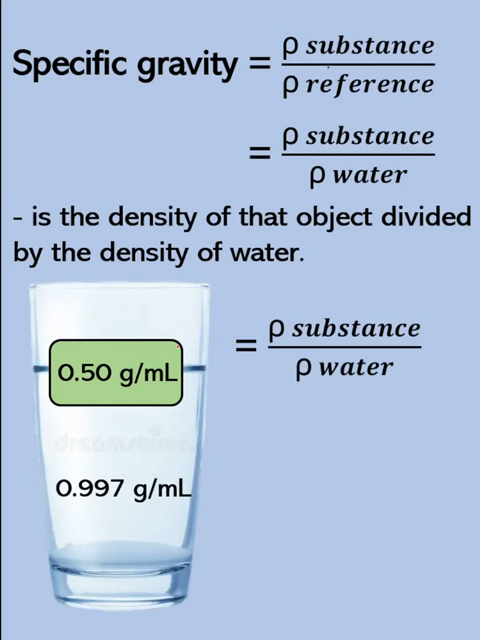 Specific gravity = ρ substance / ρ reference
= ρ substance / ρ water
- is the density of that object divided
by the density of water.
= ρ substance / ρ water
0.50 g/mL
dreamstime.
0.997 g/mL